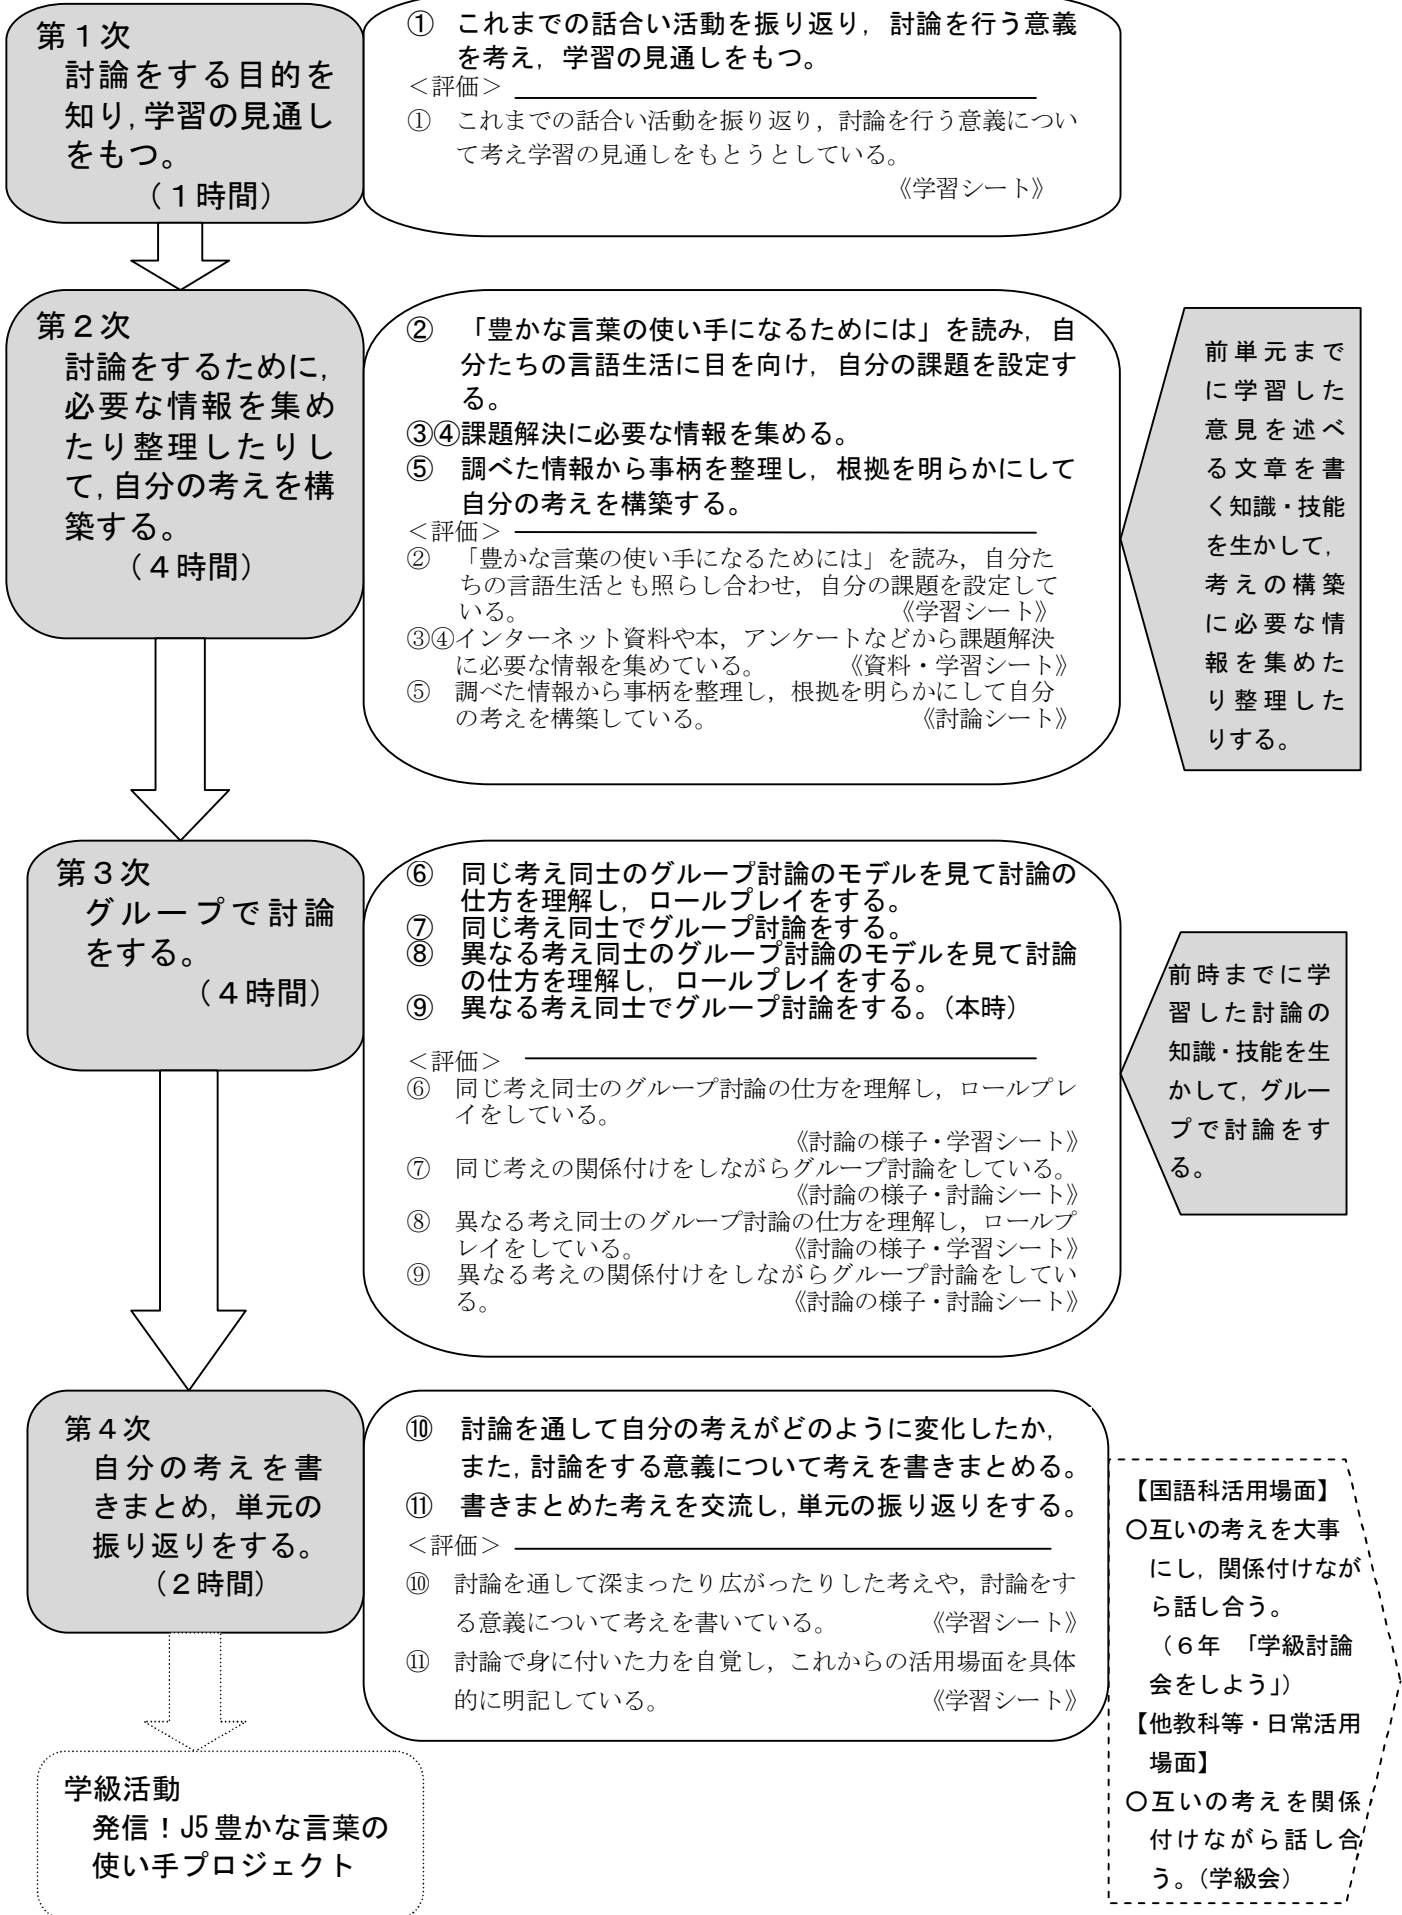 第１次
討論をする目的を
知り，学習の見通し
をもつ。
（１時間）
①　これまでの話合い活動を振り返り，討論を行う意義
を考え，学習の見通しをもつ。
＜評価＞
①　これまでの話合い活動を振り返り，討論を行う意義につい
て考え学習の見通しをもとうとしている。
《学習シート》
第２次
討論をするために，
必要な情報を集め
たり整理したりし
て，自分の考えを構
築する。
（４時間）
②　「豊かな言葉の使い手になるためには」を読み，自
分たちの言語生活に目を向け，自分の課題を設定す
る。
③④課題解決に必要な情報を集める。
⑤　調べた情報から事柄を整理し，根拠を明らかにして
自分の考えを構築する。
＜評価＞
②　「豊かな言葉の使い手になるためには」を読み，自分た
ちの言語生活とも照らし合わせ，自分の課題を設定して
いる。　《学習シート》
③④インターネット資料や本，アンケートなどから課題解決
に必要な情報を集めている。　《資料・学習シート》
⑤　調べた情報から事柄を整理し，根拠を明らかにして自分
の考えを構築している。　《討論シート》
前単元まで
に学習した
意見を述べ
る文章を書
く知識・技能
を生かして，
考えの構築
に必要な情
報を集めた
り整理した
りする。
第３次
グループで討論
をする。
（４時間）
⑥　同じ考え同士のグループ討論のモデルを見て討論の
仕方を理解し，ロールプレイをする。
⑦　同じ考え同士でグループ討論をする。
⑧　異なる考え同士のグループ討論のモデルを見て討論
の仕方を理解し，ロールプレイをする。
⑨　異なる考え同士でグループ討論をする。（本時）
＜評価＞
⑥　同じ考え同士のグループ討論の仕方を理解し，ロールプレ
イをしている。
《討論の様子・学習シート》
⑦　同じ考えの関係付けをしながらグループ討論をしている。
《討論の様子・討論シート》
⑧　異なる考え同士のグループ討論の仕方を理解し，ロールプ
レイをしている。　《討論の様子・学習シート》
⑨　異なる考えの関係付けをしながらグループ討論をしてい
る。　《討論の様子・討論シート》
前時までに学
習した討論の
知識・技能を生
かして，グルー
プで討論をす
る。
第４次
自分の考えを書
きまとめ，単元の
振り返りをする。
（２時間）
⑩　討論を通して自分の考えがどのように変化したか，
また，討論をする意義について考えを書きまとめる。
⑪　書きまとめた考えを交流し，単元の振り返りをする。
＜評価＞
⑩　討論を通して深まったり広がったりした考えや，討論をす
る意義について考えを書いている。　《学習シート》
⑪　討論で身に付いた力を自覚し，これからの活用場面を具体
的に明記している。　《学習シート》
【国語科活用場面】
〇互いの考えを大事
にし，関係付けなが
ら話し合う。
（６年　「学級討論
会をしよう」）
【他教科等・日常活用
場面】
〇互いの考えを関係
付けながら話し合
う。（学級会）
学級活動
発信！J5 豊かな言葉の
使い手プロジェクト